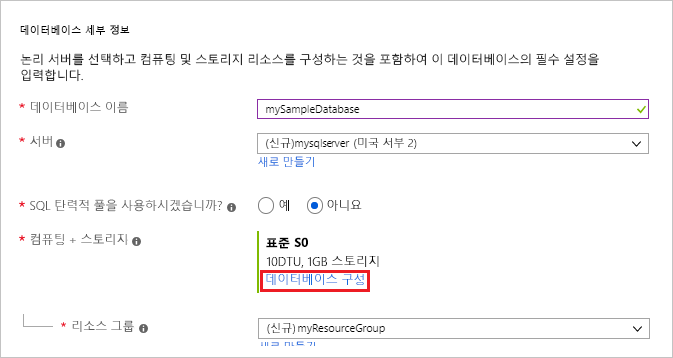 데이터베이스 세부 정보
논리 서버를 선택하고 컴퓨팅 및 스토리지 리소스를 구성하는 것을 포함하여 이 데이터베이스의 필수 설정을
입력합니다.
* 데이터베이스 이름
mySampleDatabase
* 서버
(신규)mysqlserver (미국 서부 2)
새로 만들기
* SQL 탄력적 풀을 사용하시겠습니까?
예 아니요
* 컴퓨팅 + 스토리지
표준 S0
10DTU, 1GB 스토리지
데이터베이스 구성
* 리소스 그룹
(신규) myResourceGroup
새로 만들기